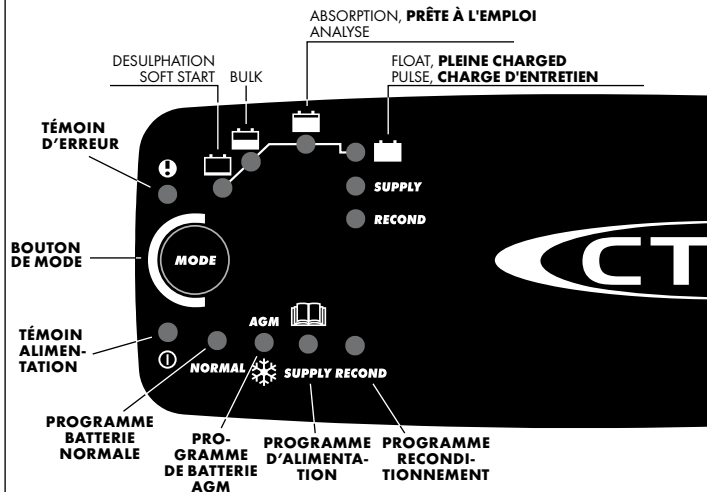 ABSORPTION, PRÊTE À L'EMPLOI
ANALYSE
DESULPHATION
SOFT START
BULK
FLOAT, PLEINE CHARGED
PULSE, CHARGE D'ENTRETIEN
TÉMOIN
D'ERREUR
SUPPLY
RECOND
BOUTON
DE MODE
MODE
CT
TÉMOIN
ALIMEN-
TATION
AGM
NORMAL
SUPPLY
RECOND
PROGRAMME
BATTERIE
NORMALE
PRO-
GRAMME
DE BATTERIE
AGM
PROGRAMME
D'ALIMENTA-
TION
PROGRAMME
RECONDI-
TIONNEMENT